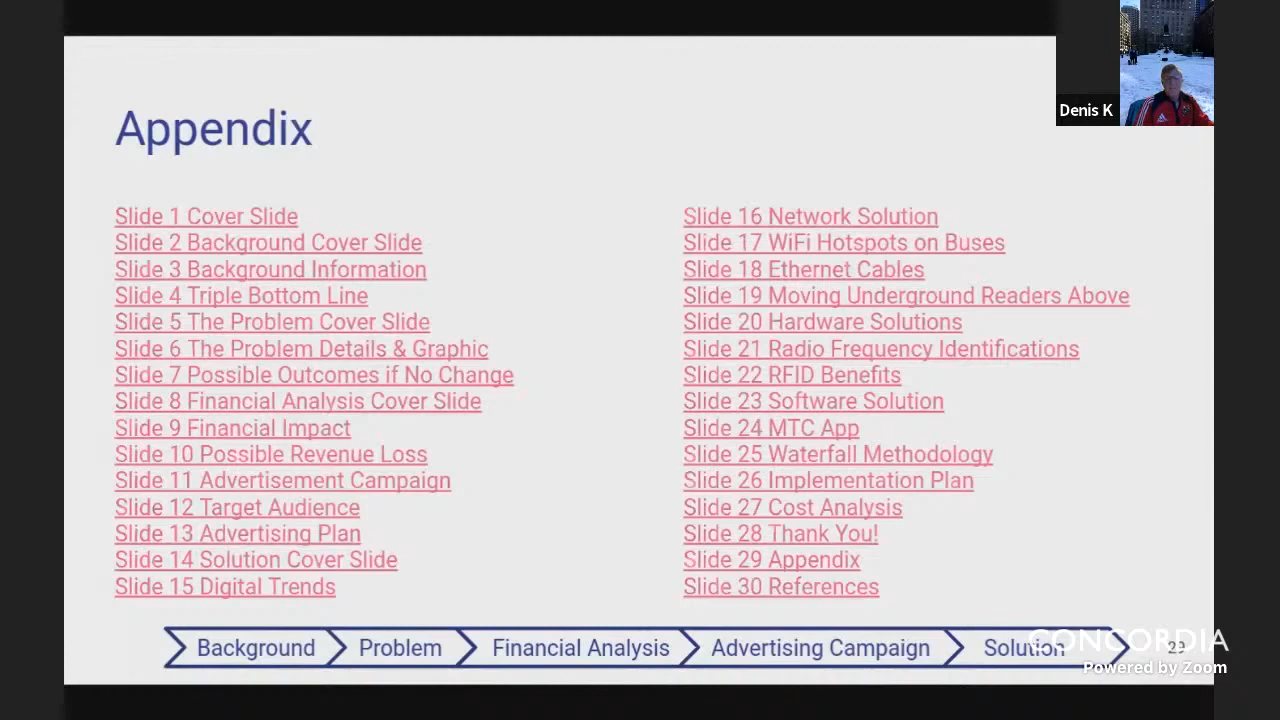 Denis K
Appendix
Slide 1 Cover Slide
Slide 2 Background Cover Slide
Slide 3 Background Information
Slide 4 Triple Bottom Line
Slide 5 The Problem Cover Slide
Slide 6 The Problem Details & Graphic
Slide 7 Possible Outcomes if No Change
Slide 8 Financial Analysis Cover Slide
Slide 9 Financial Impact
Slide 10 Possible Revenue Loss
Slide 11 Advertisement Campaign
Slide 12 Target Audience
Slide 13 Advertising Plan
Slide 14 Solution Cover Slide
Slide 15 Digital Trends
Slide 16 Network Solution
Slide 17 WiFi Hotspots on Buses
Slide 18 Ethernet Cables
Slide 19 Moving Underground Readers Above
Slide 20 Hardware Solutions
Slide 21 Radio Frequency Identifications
Slide 22 RFID Benefits
Slide 23 Software Solution
Slide 24 MTC App
Slide 25 Waterfall Methodology
Slide 26 Implementation Plan
Slide 27 Cost Analysis
Slide 28 Thank You!
Slide 29 Appendix
Slide 30 References
Background Problem Financial Analysis Advertising Campaign Solution 29
CONCORDIA
Powered by Zoom